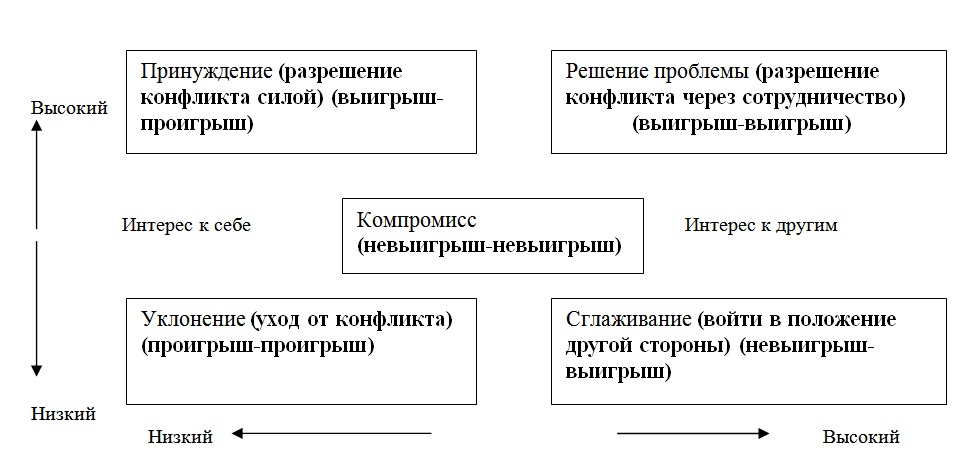 Принуждение (разрешение
конфликта силой) (выигрыш-
проигрыш)
Решение проблемы (разрешение
конфликта через сотрудничество)
(выигрыш-выигрыш)
Высокий
Интерес к себе
Компромисс
(невыигрыш-невыигрыш)
Интерес к другим
Уклонение (уход от конфликта)
(проигрыш-проигрыш)
Сглаживание (войти в положение
другой стороны) (невыигрыш-
выигрыш)
Низкий
Низкий
Высокий